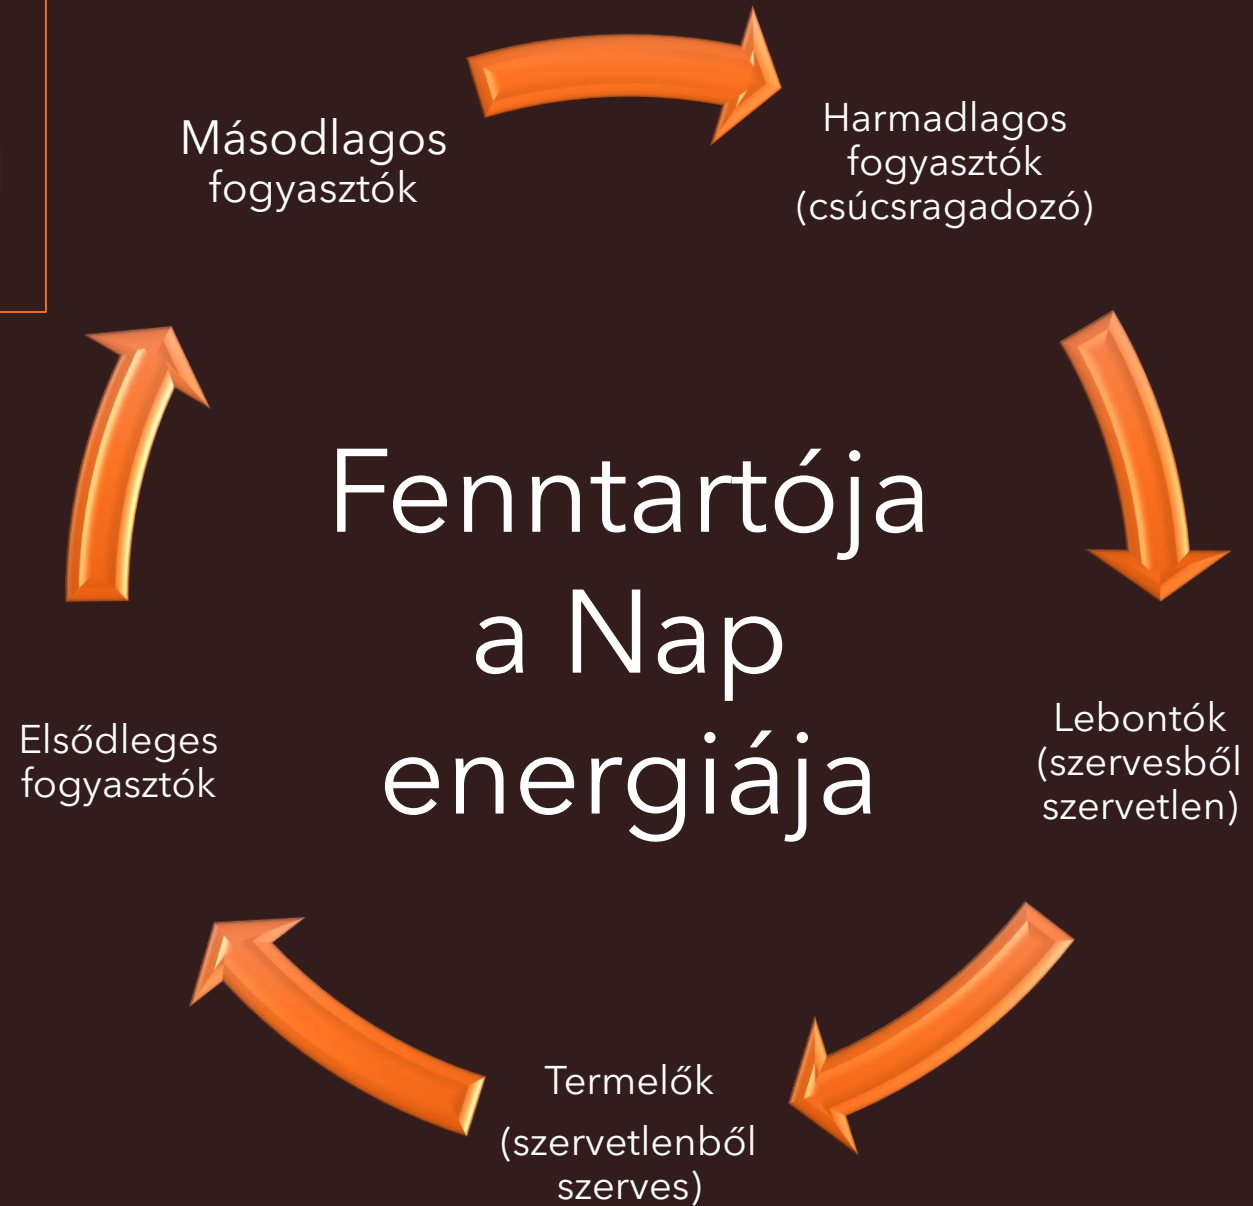 Másodlagos
fogyasztók
Harmadlagos
fogyasztók
(csúcsragadozó)
Fenntartója
a Nap
energiája
Elsődleges
fogyasztók
Lebontók
(szervesből
szervetlen)
Termelők
(szervetlenből
szerves)